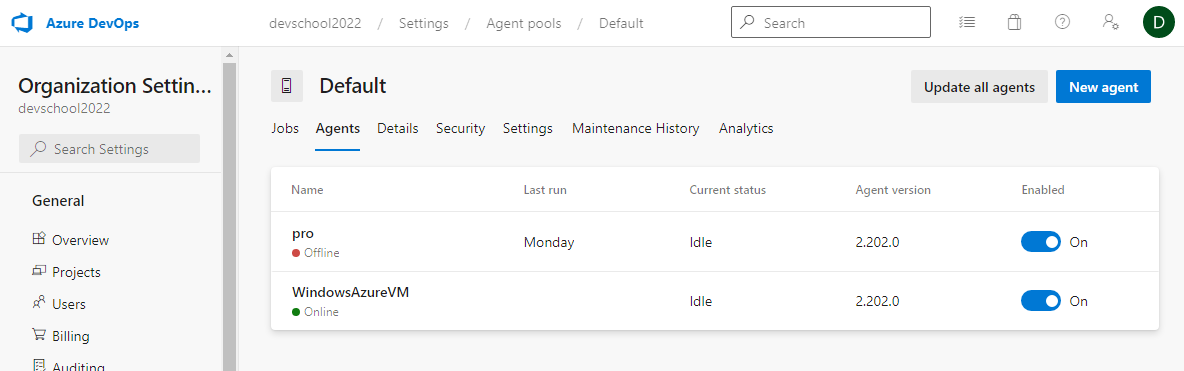 Azure DevOps
devschool2022 / Settings / Agent pools / Default
Search
D
Organization Settin...
devschool2022
Search Settings
General
Overview
Projects
Users
Billing
Auditing
Default
Update all agents
New agent
Jobs Agents Details Security Settings Maintenance History Analytics
Name Last run Current status Agent version Enabled
pro
Offline
Monday Idle 2.202.0 On
WindowsAzureVM
Online
Idle 2.202.0 On